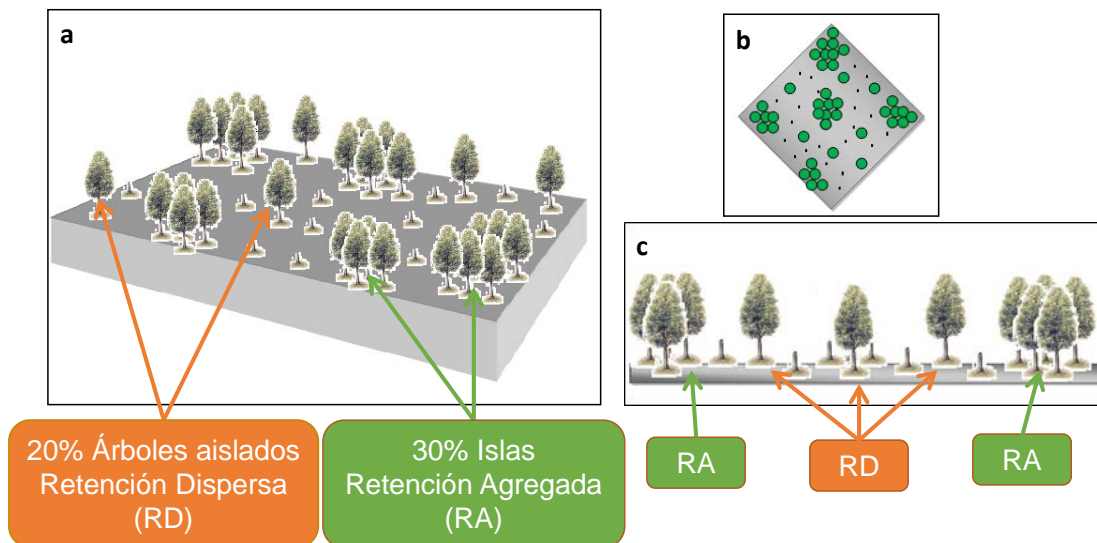 a
b
c
20% Árboles aislados
Retención Dispersa
(RD)
30% Islas
Retención Agregada
(RA)
RA
RD
RA